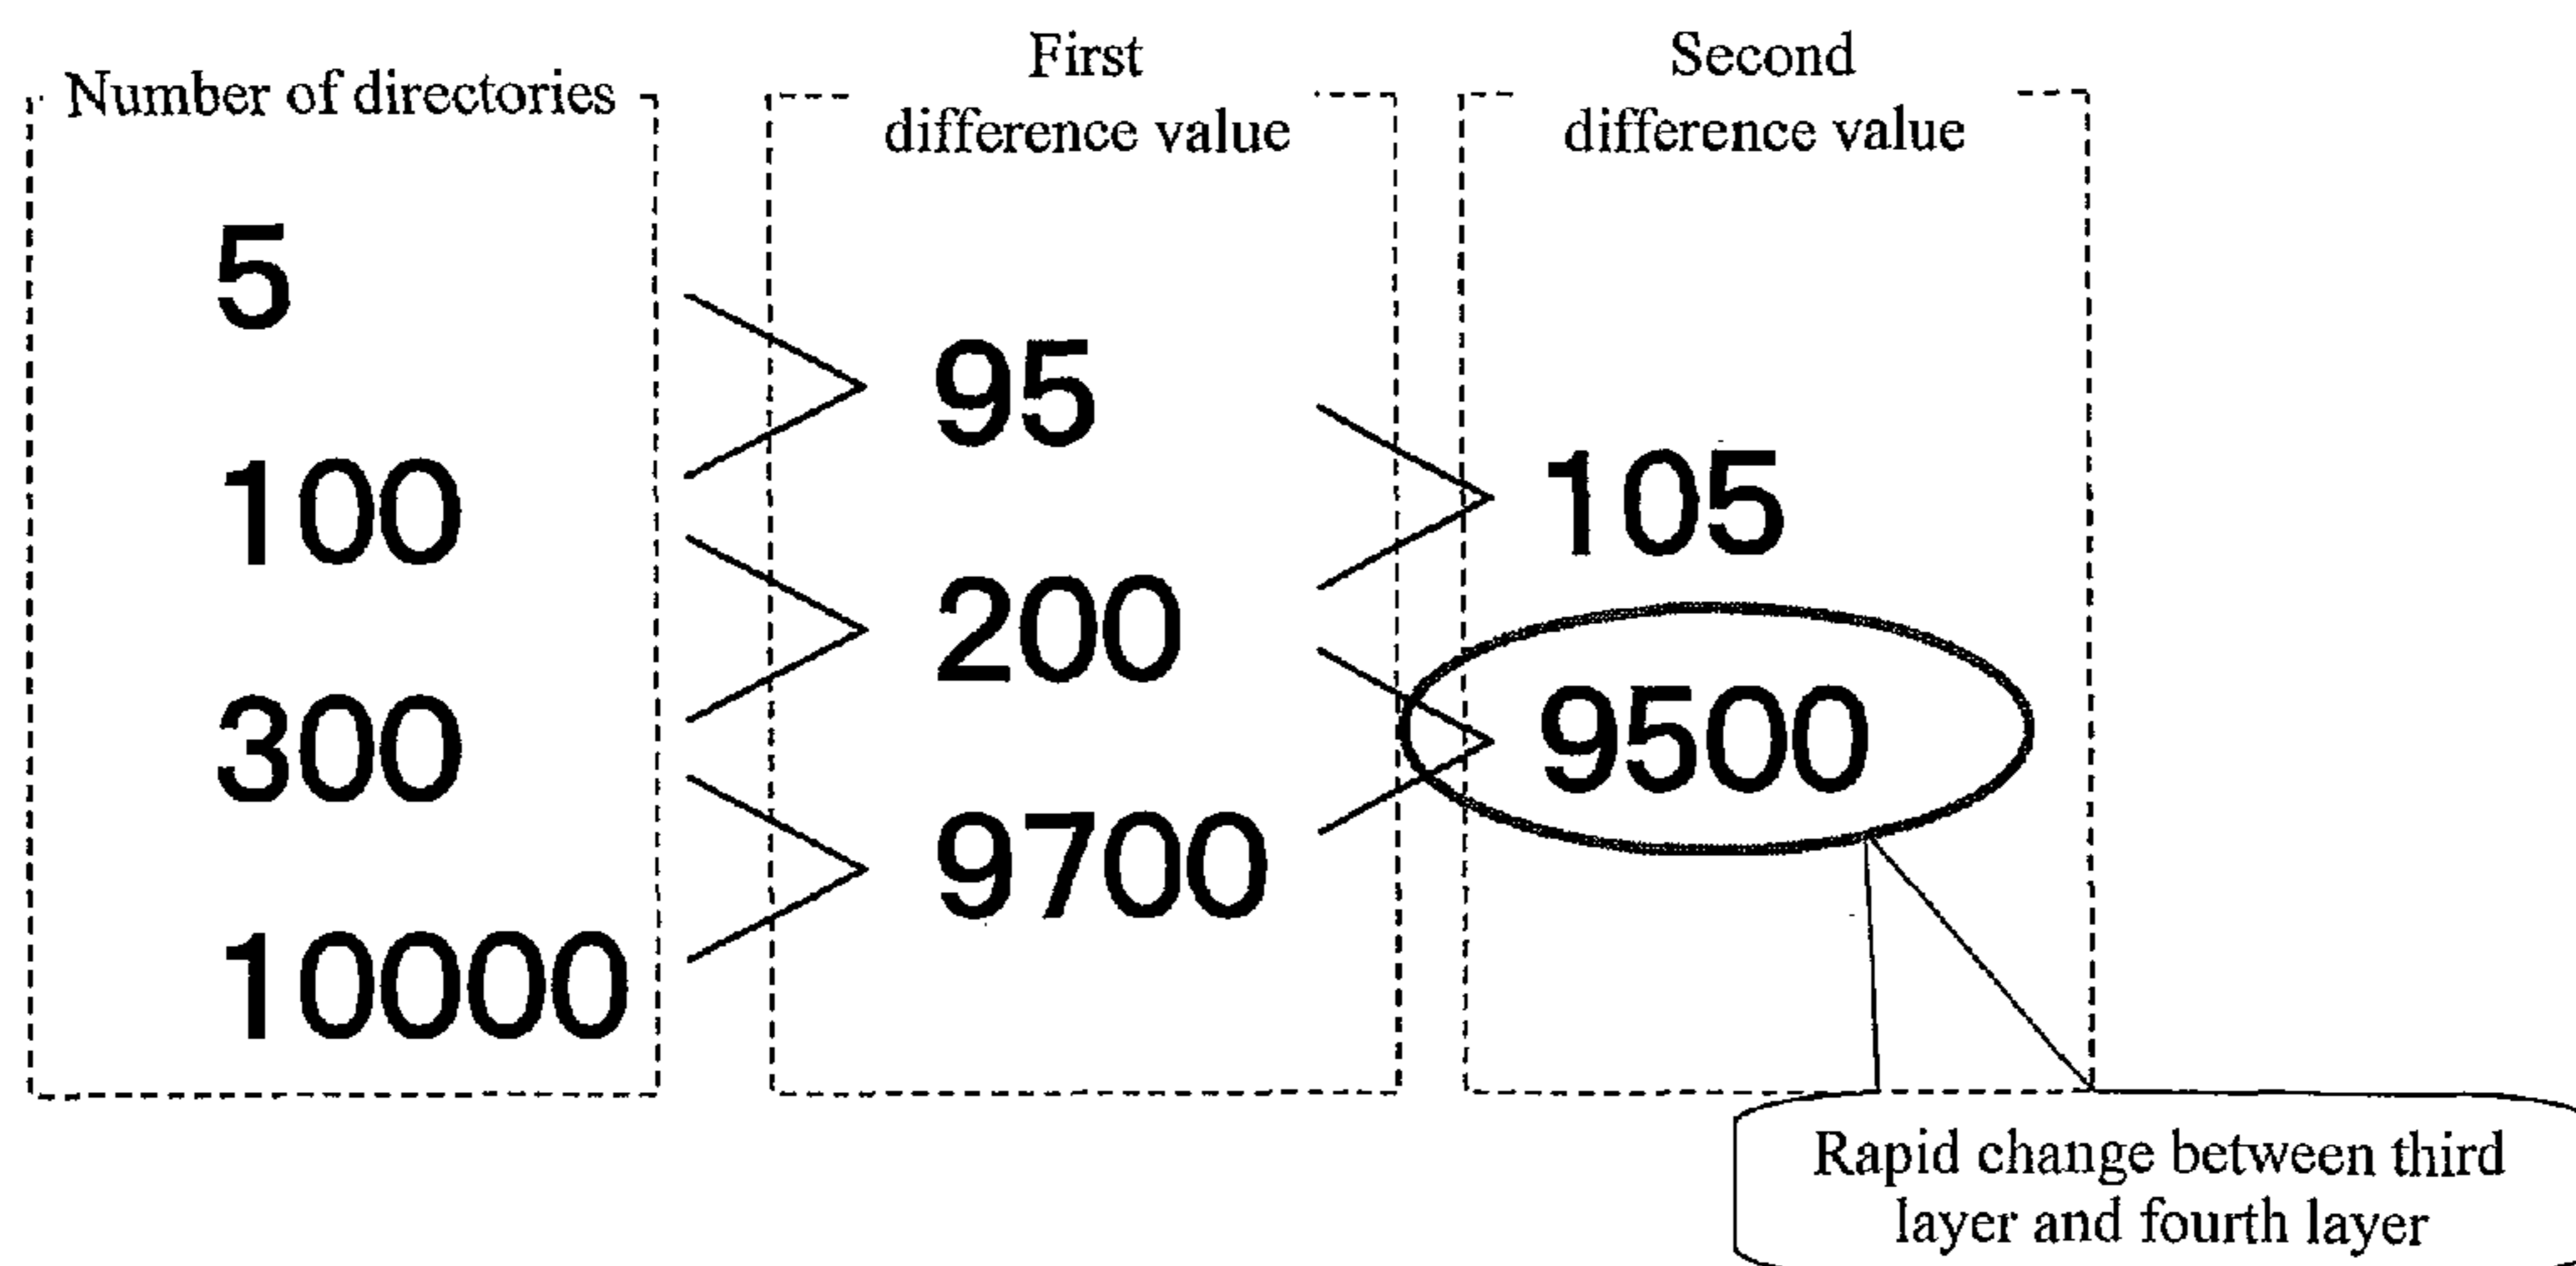 Number of directories
5
100
300
10000
First
difference value
95
200
9700
Second
difference value
105
9500
Rapid change between third
layer and fourth layer